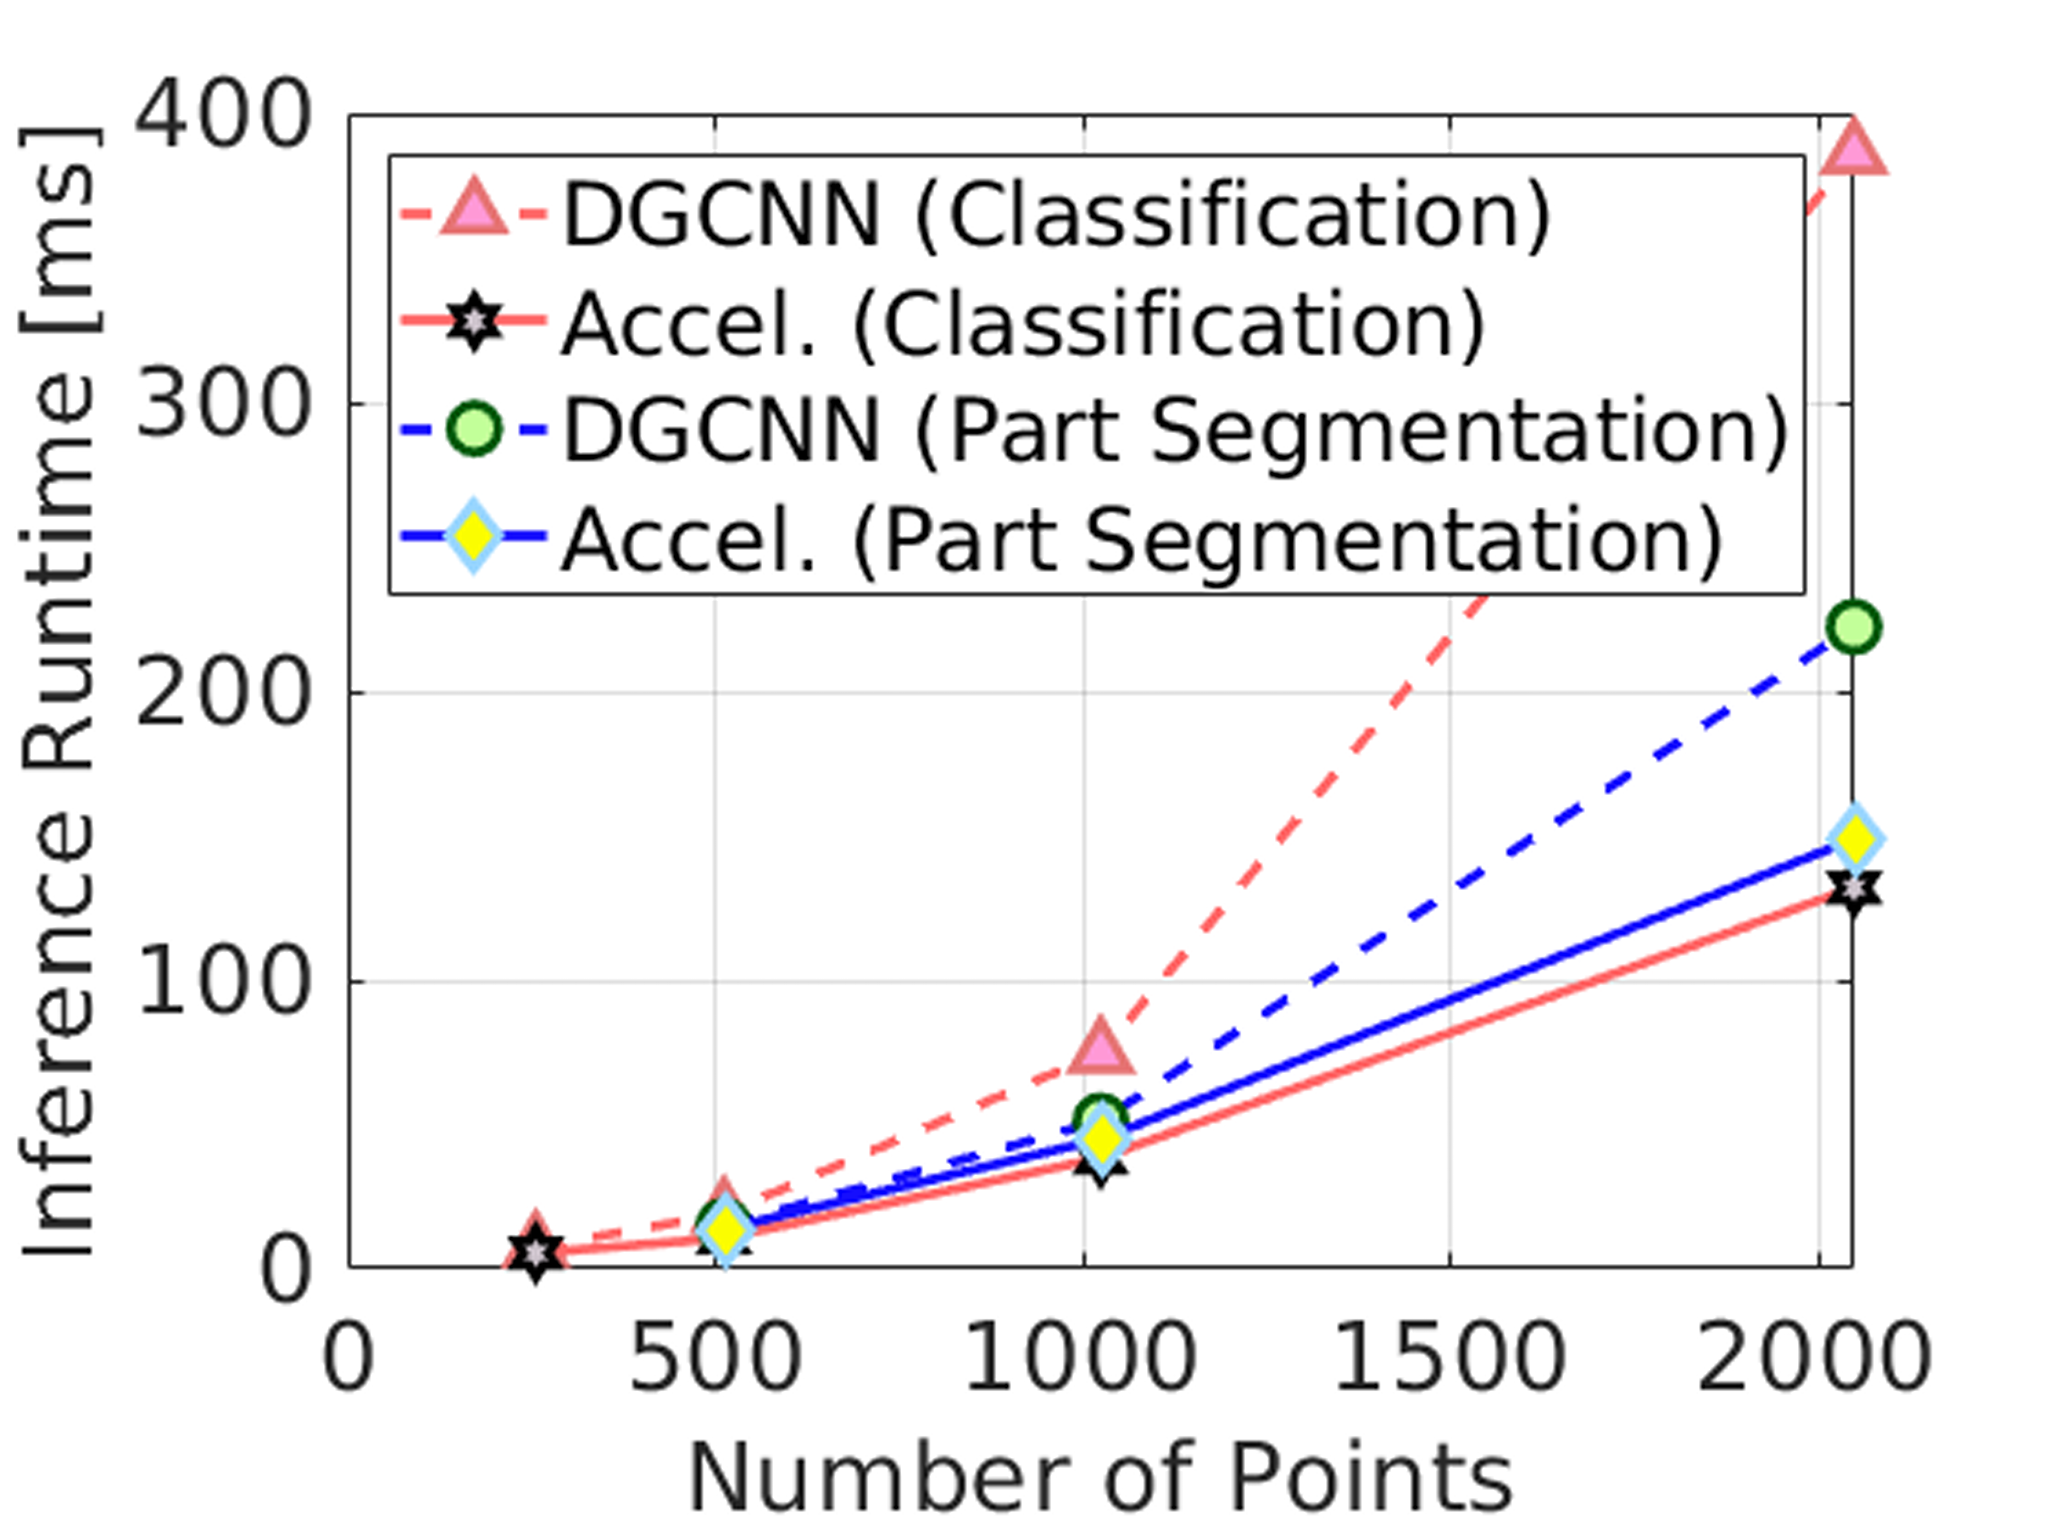 400
300
200
100
0
Inference Runtime [ms]
DGCNN (Classification)
Accel. (Classification)
DGCNN (Part Segmentation)
Accel. (Part Segmentation)
0 500 1000 1500 2000
Number of Points